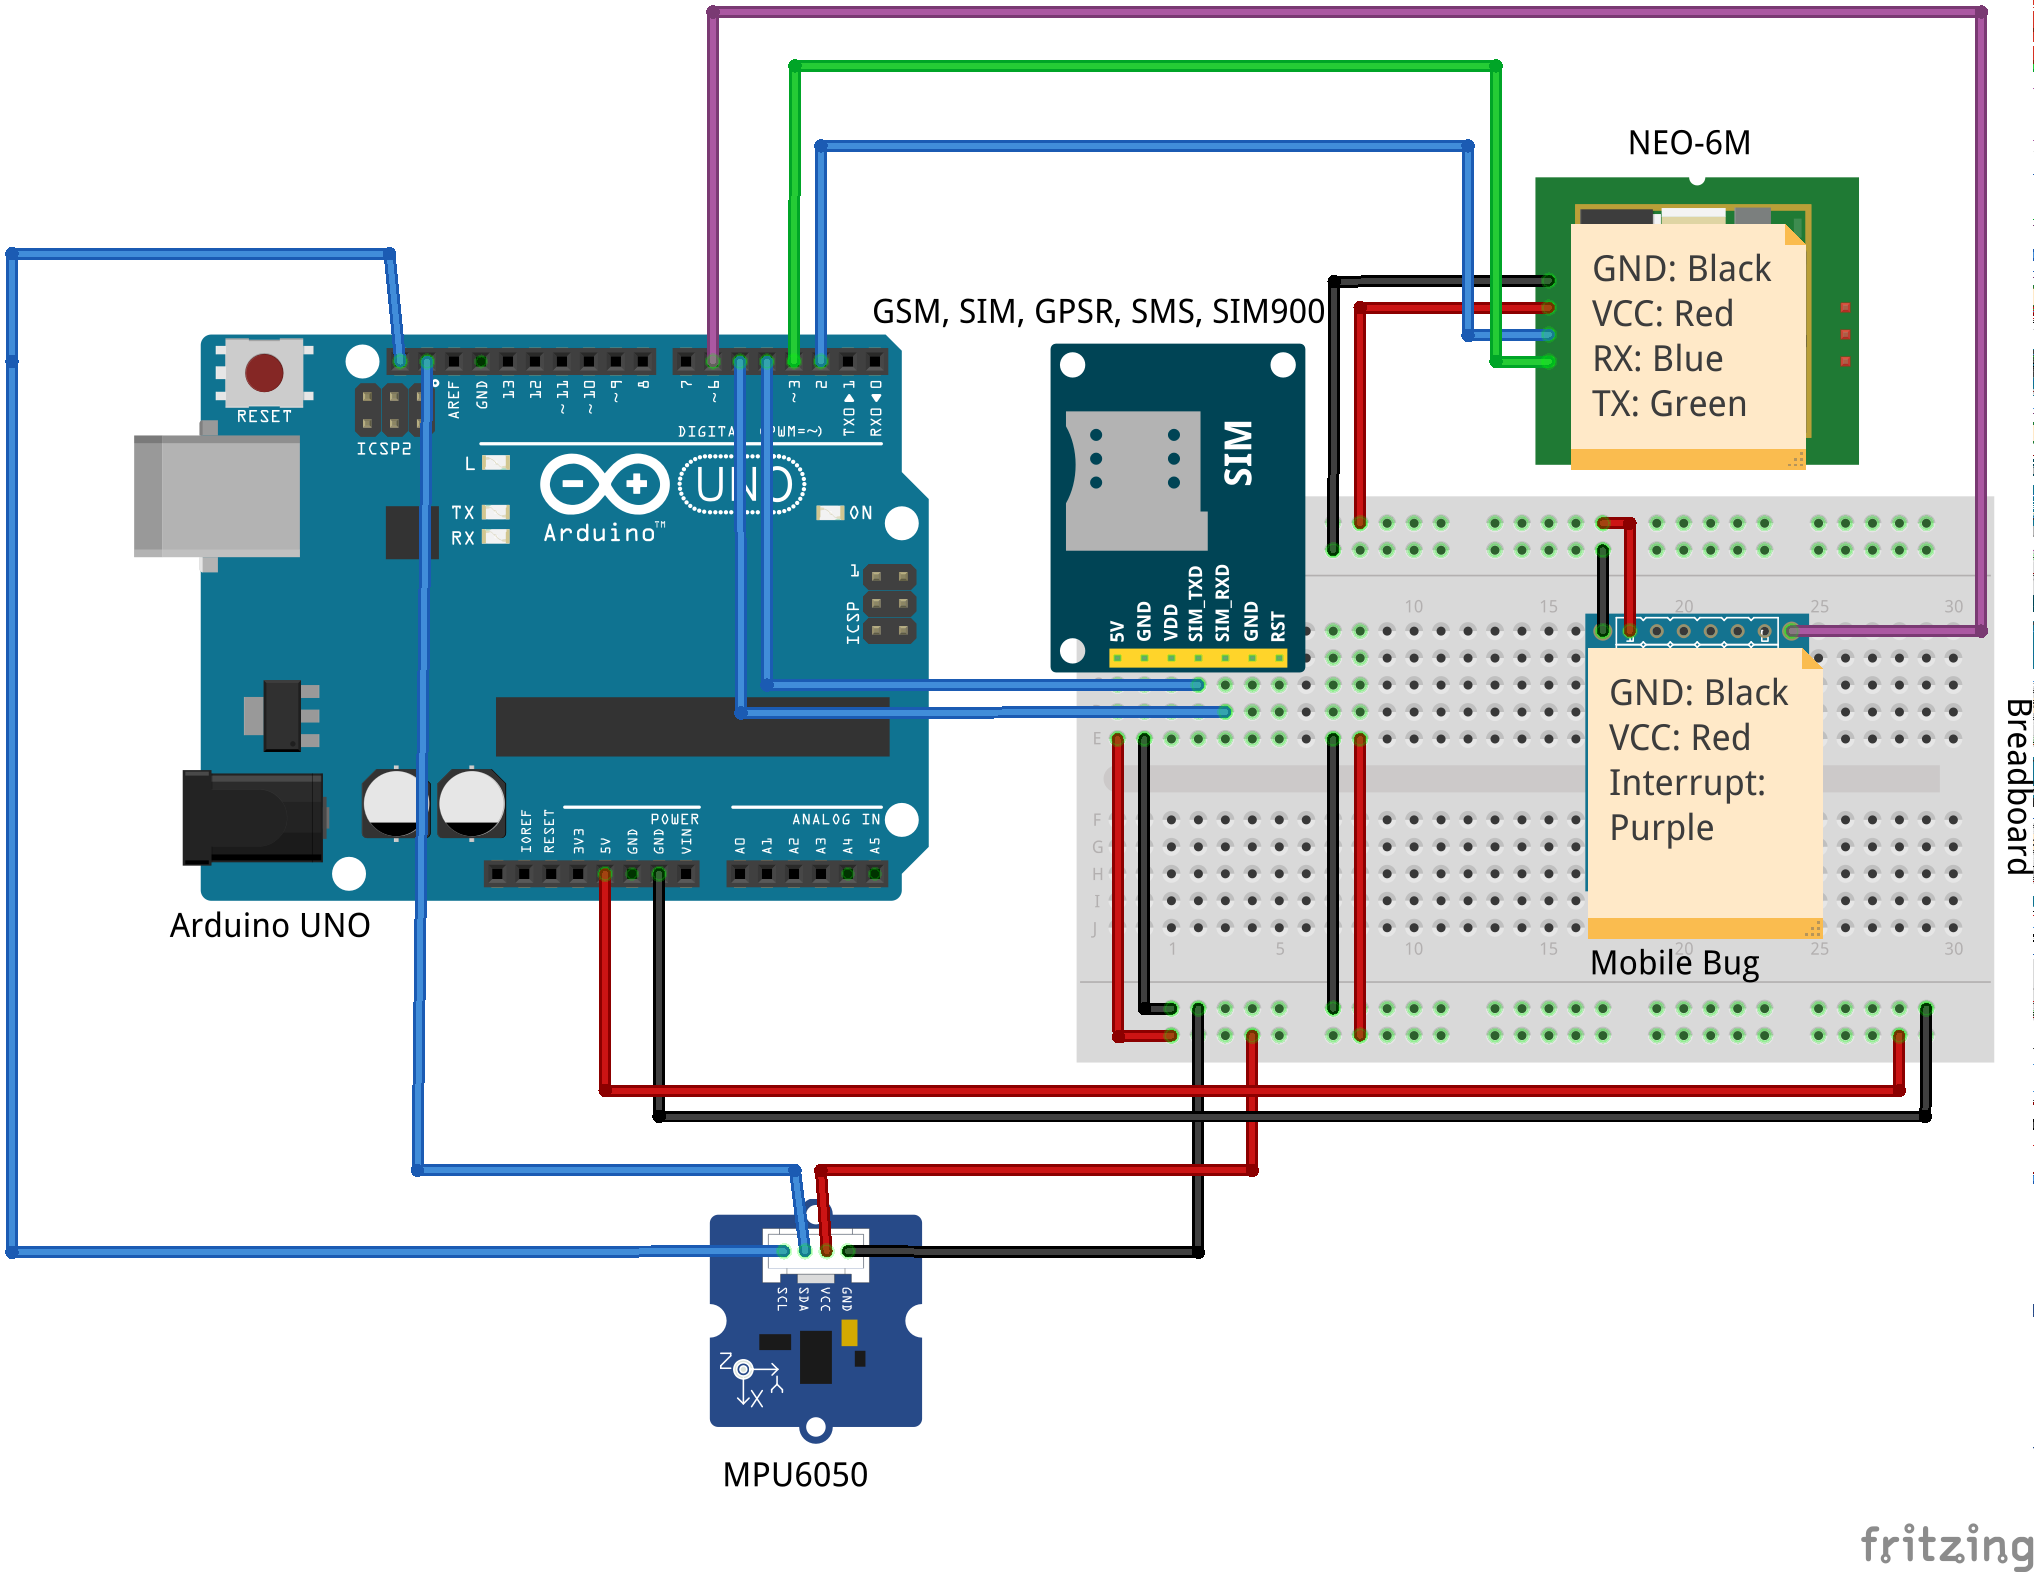 NEO-6M
GND: Black
VCC: Red
RX: Blue
TX: Green
GSM, SIM, GPSR, SMS, SIM900
RESET
ICSP2
AREF
GND
13
12
~11
~10
~9
8
7
~6
~3
2
TX0▶1
RX0◀0
DIGITAL (PWM=~)
L
TX
RX
UNO
Arduino™
ON
1
ICSP
IOREF
RESET
3V3
5V
GND
GND
VIN
POWER
ANALOG IN
A0
A1
A2
A3
A4
A5
Arduino UNO
SIM
5V
GND
VDD
SIM_TXD
SIM_RXD
GND
RST
10
15
20
25
30
E
F
G
H
I
J
1
5
10
15
20
25
30
GND: Black
VCC: Red
Interrupt:
Purple
Mobile Bug
Breadboard
SCL
SDA
VCC
GND
Z
Y
X
MPU6050
fritzing